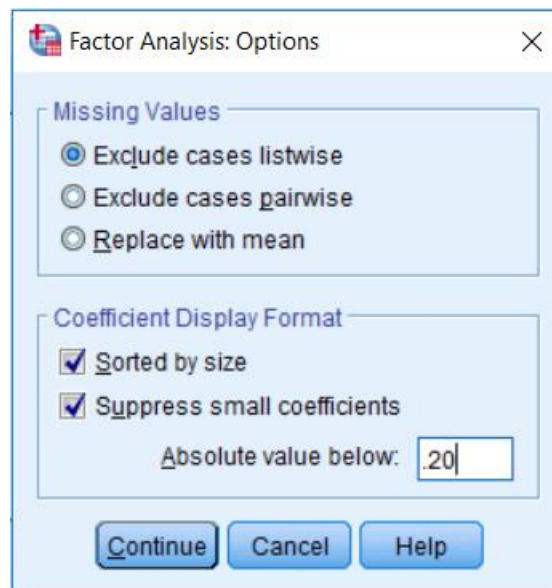 Factor Analysis: Options
Missing Values
Exclude cases listwise
Exclude cases pairwise
Replace with mean
Coefficient Display Format
Sorted by size
Suppress small coefficients
Absolute value below: .20
Continue Cancel Help